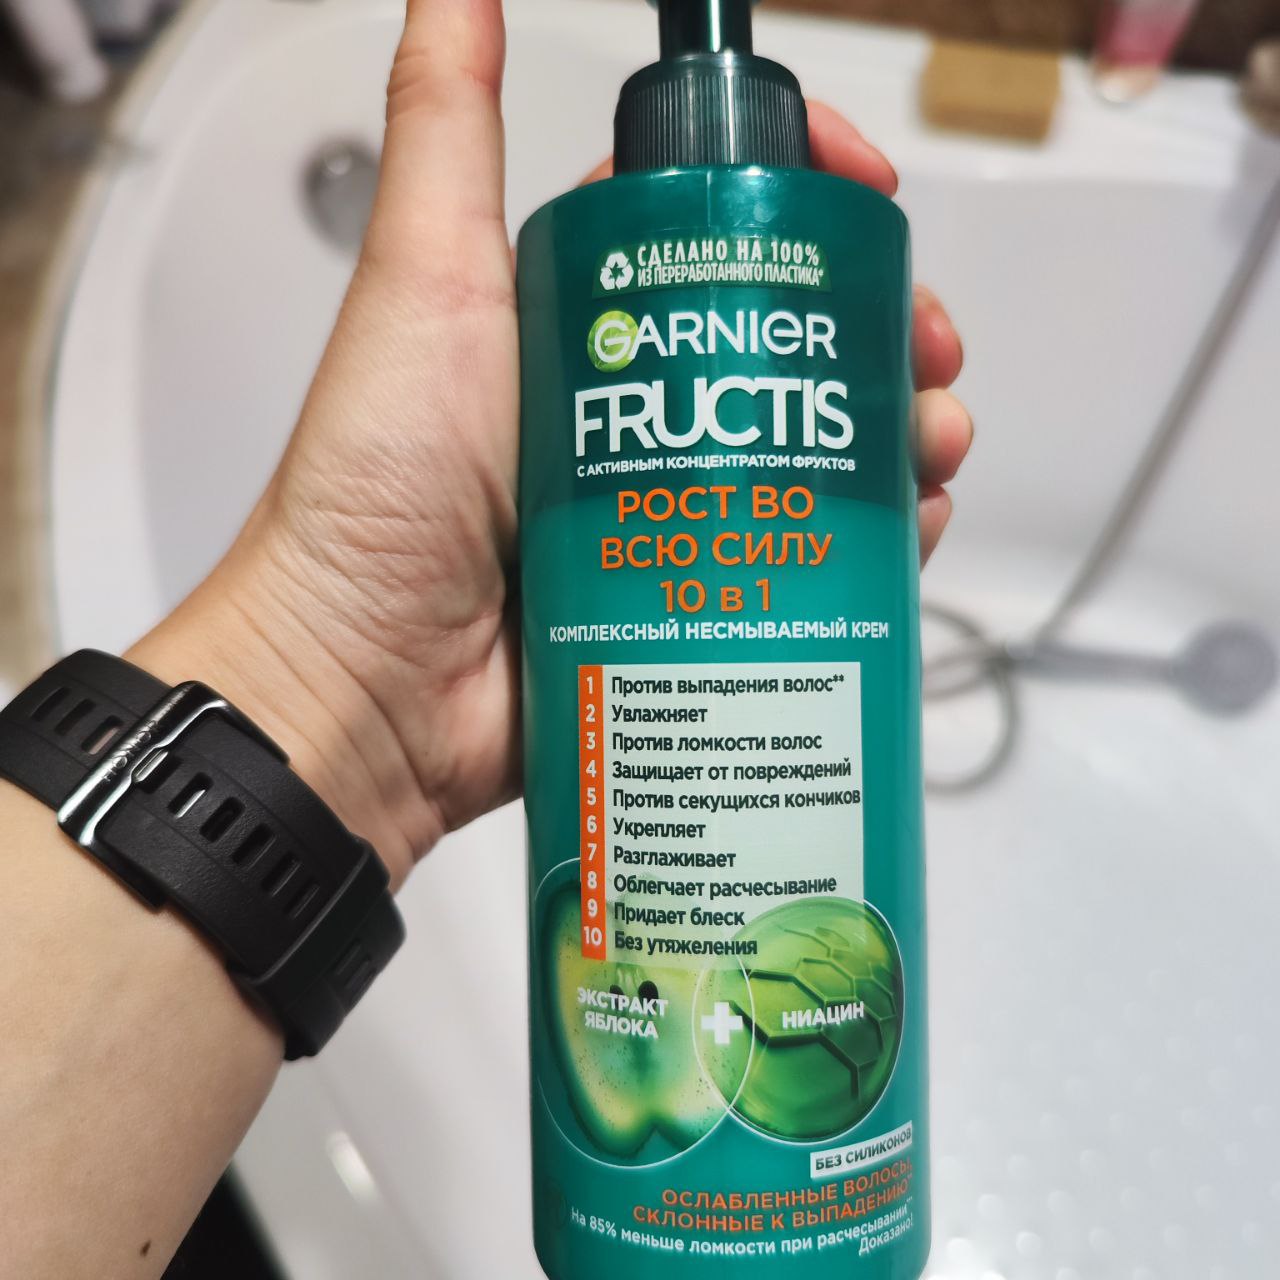 СДЕЛАНО НА 100%
ИЗ ПЕРЕРАБОТАННОГО ПЛАСТИКА*
GARNIER
FRUCTIS
С АКТИВНЫМ КОНЦЕНТРАТОМ ФРУКТОВ
РОСТ ВО
ВСЮ СИЛУ
10 в 1
КОМПЛЕКСНЫЙ НЕСМЫВАЕМЫЙ КРЕМ
1 Против выпадения волос**
2 Увлажняет
3 Против ломкости волос
4 Защищает от повреждений
5 Против секущихся кончиков
6 Укрепляет
7 Разглаживает
8 Облегчает расчесывание
9 Придает блеск
10 Без утяжеления
ЭКСТРАКТ
ЯБЛОКА
+
НИАЦИН
БЕЗ СИЛИКОНОВ
ОСЛАБЛЕННЫЕ ВОЛОСЫ,
СКЛОННЫЕ К ВЫПАДЕНИЮ**
На 85% меньше ломкости при расчесывании***.
Доказано!
HONOR